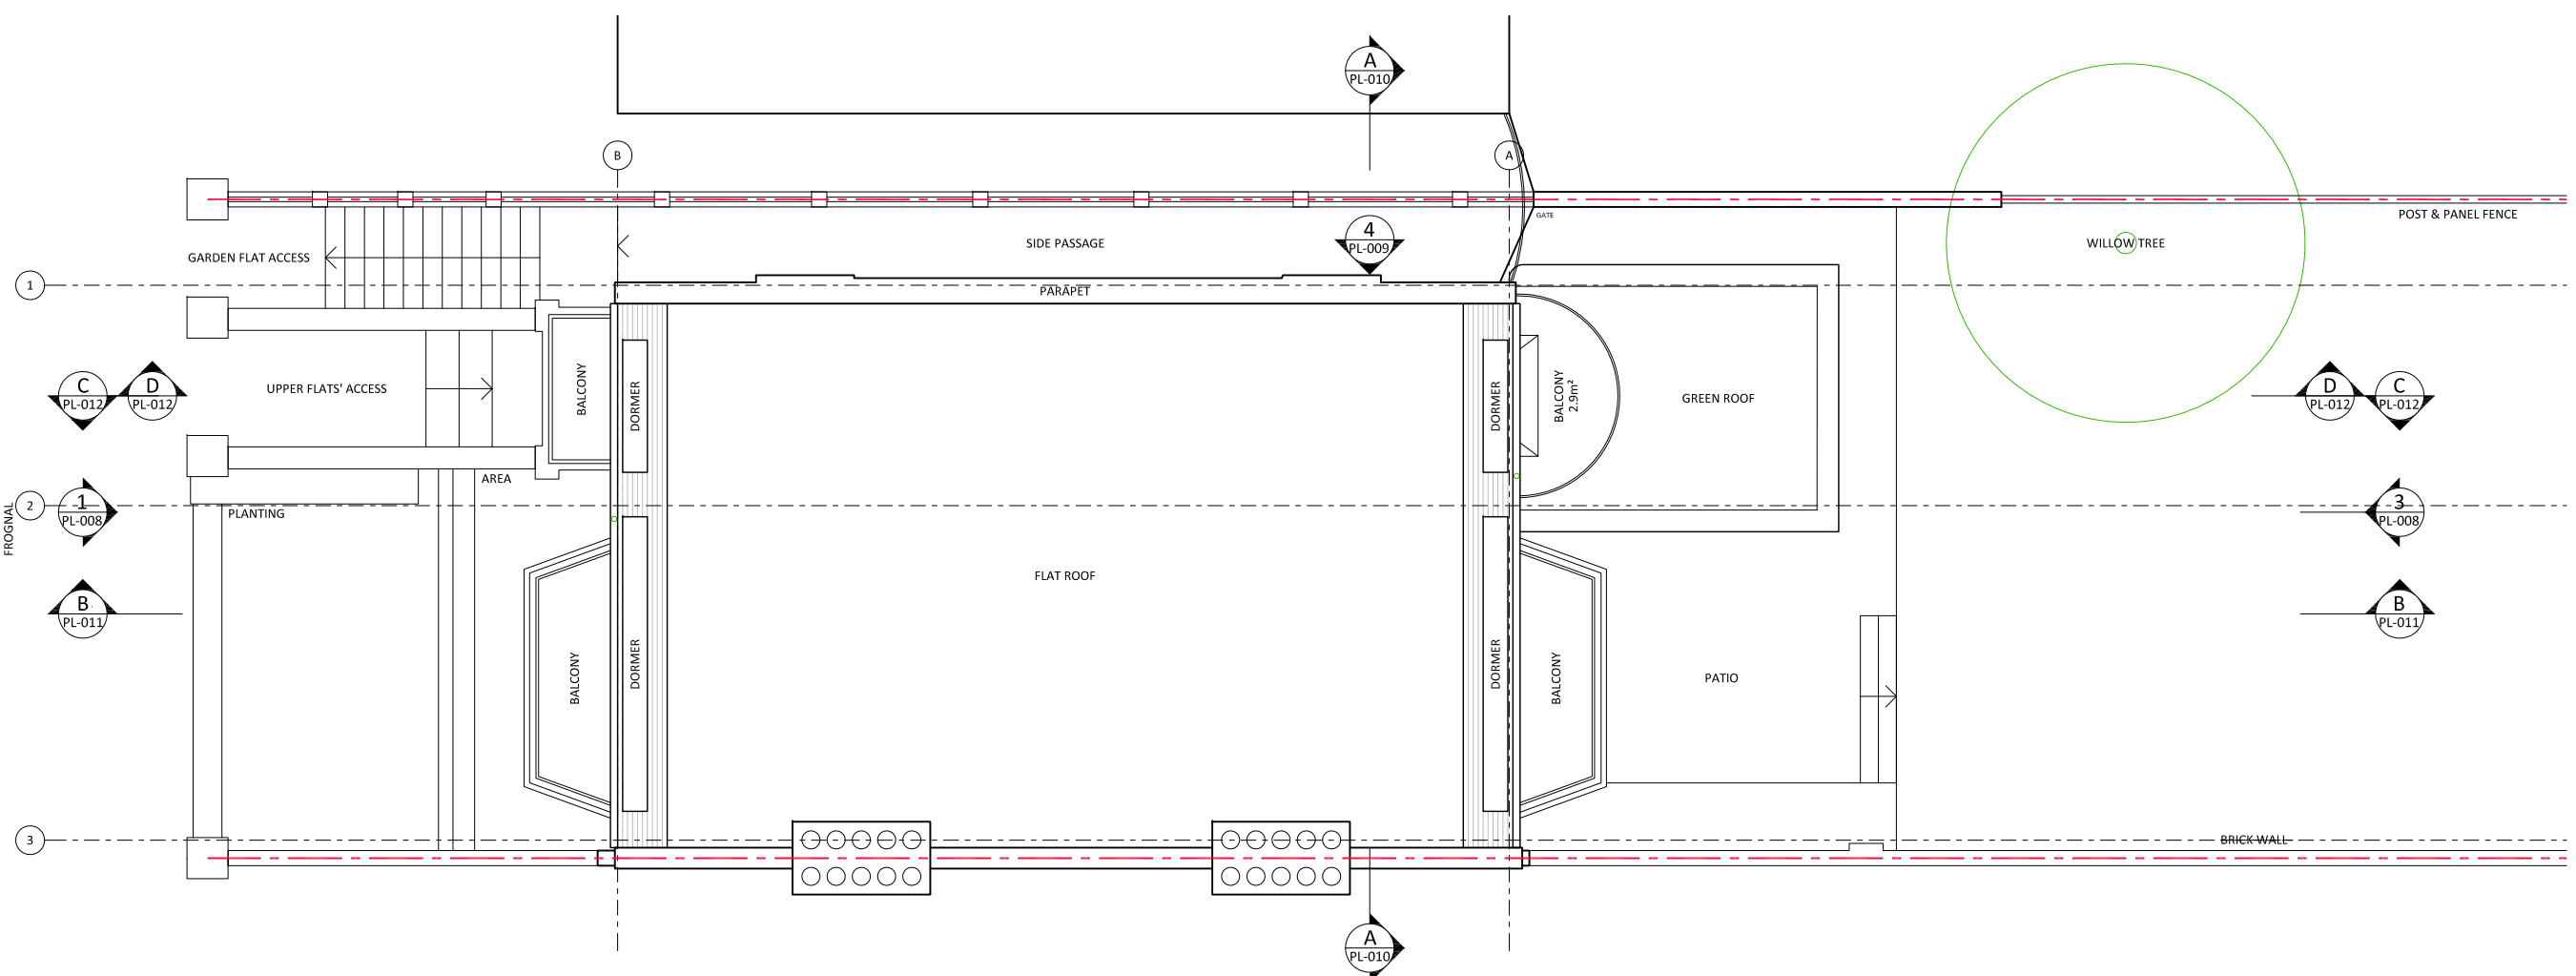 A
PL-010
B
A
GATE
POST & PANEL FENCE
4
PL-009
SIDE PASSAGE
WILLOW TREE
GARDEN FLAT ACCESS
1
PARAPET
C
PL-012
D
PL-012
UPPER FLATS' ACCESS
BALCONY
DORMER
DORMER
BALCONY
2.9m²
GREEN ROOF
D
PL-012
C
PL-012
AREA
2
FROGNAL
1
PL-008
PLANTING
3
PL-008
FLAT ROOF
B
PL-011
B
PL-011
BALCONY
DORMER
DORMER
BALCONY
PATIO
3
BRICK WALL
A
PL-010